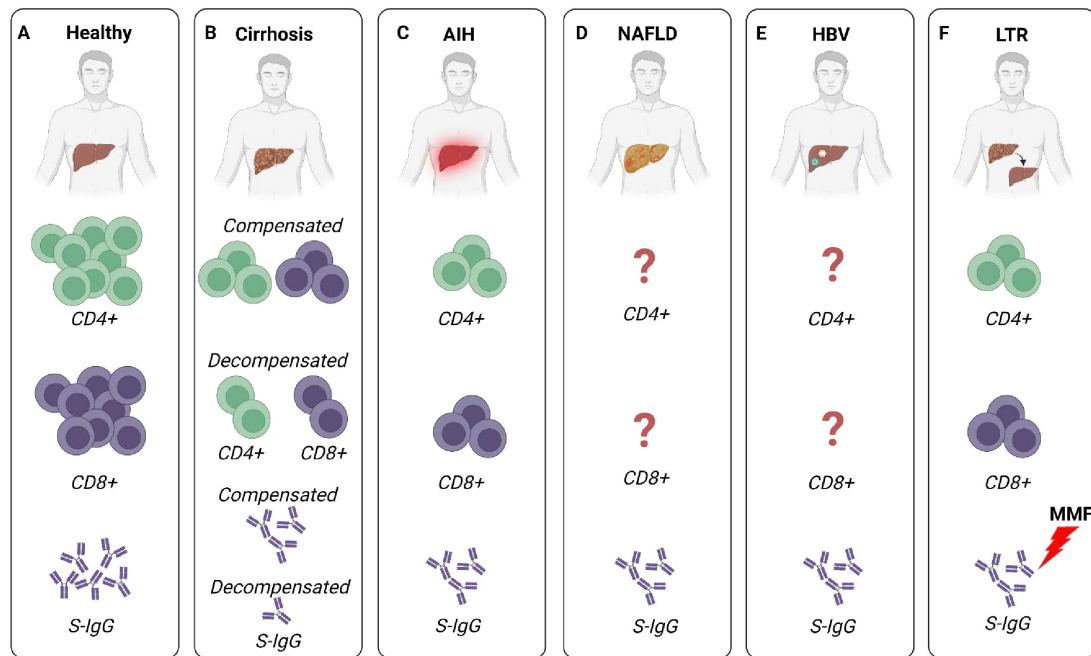 A Healthy
CD4+
CD8+
S-IgG
B Cirrhosis
Compensated
Decompensated
CD4+ CD8+
Compensated
Decompensated
S-IgG
C AIH
CD4+
CD8+
S-IgG
D NAFLD
?
CD4+
?
CD8+
S-IgG
E HBV
?
CD4+
?
CD8+
S-IgG
F LTR
CD4+
CD8+
MMF
S-IgG